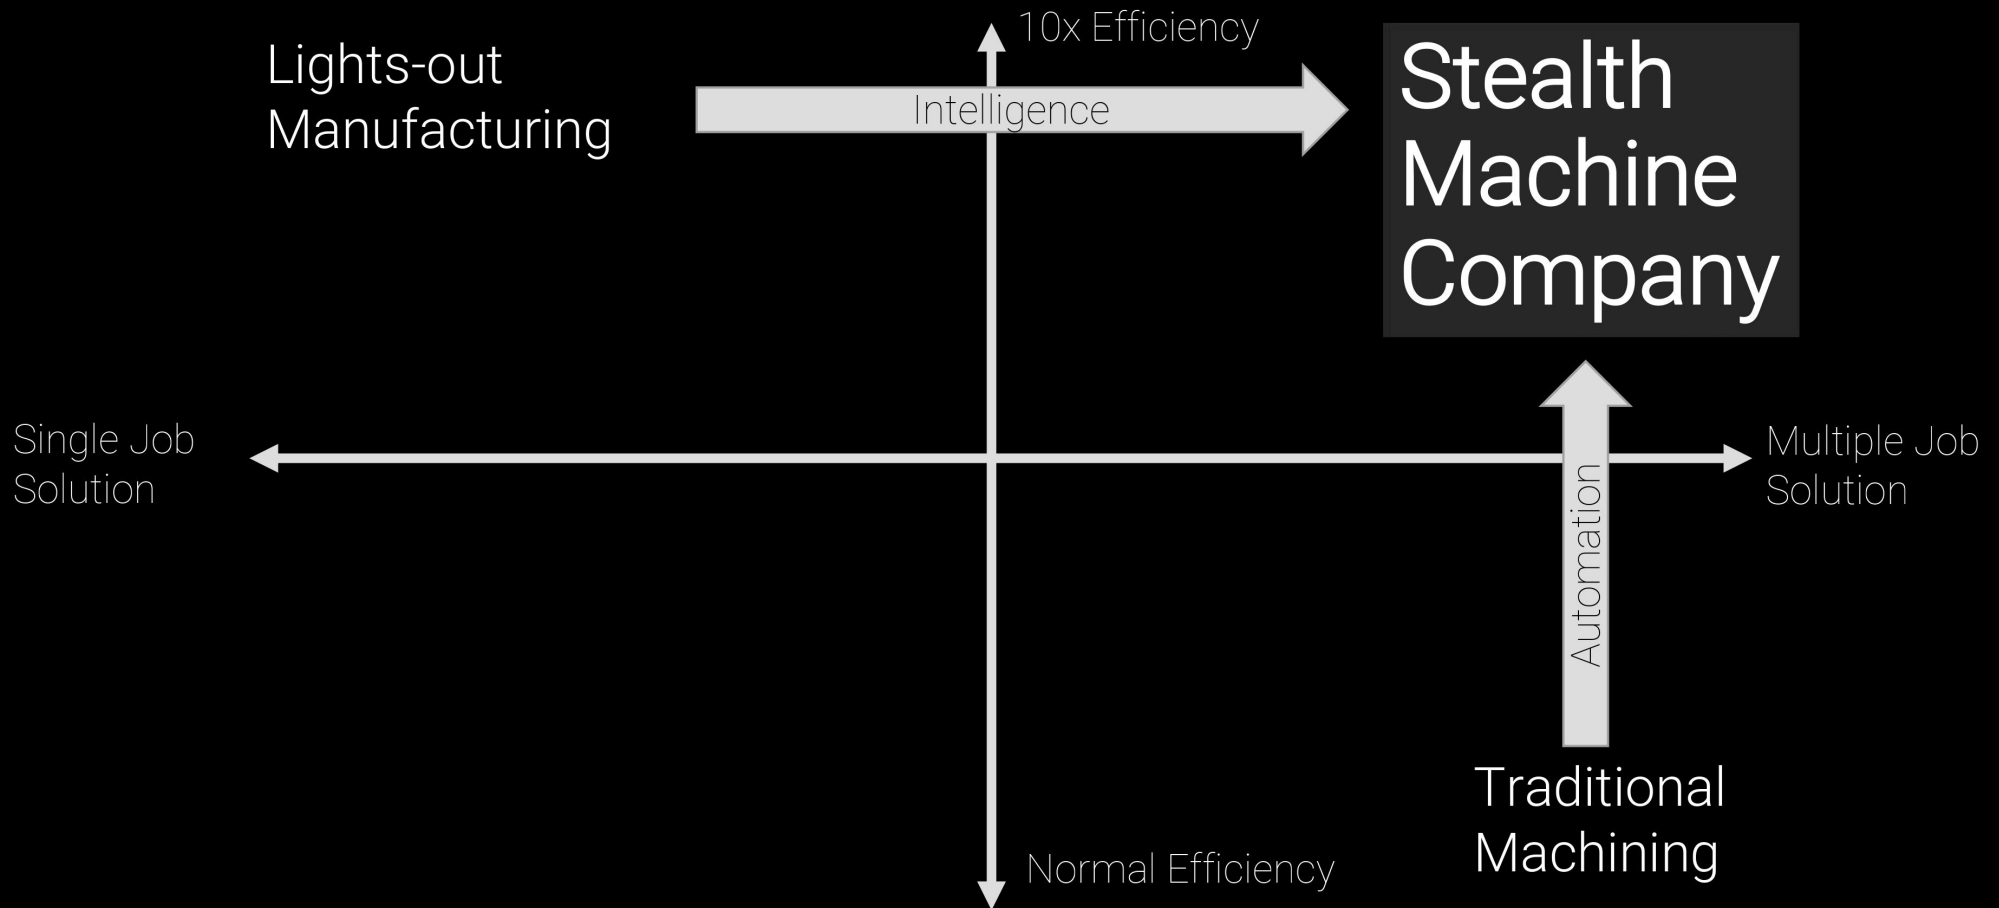 10x Efficiency
Lights-out
Manufacturing
Intelligence
Stealth
Machine
Company
Single Job
Solution
Multiple Job
Solution
Automation
Traditional
Machining
Normal Efficiency